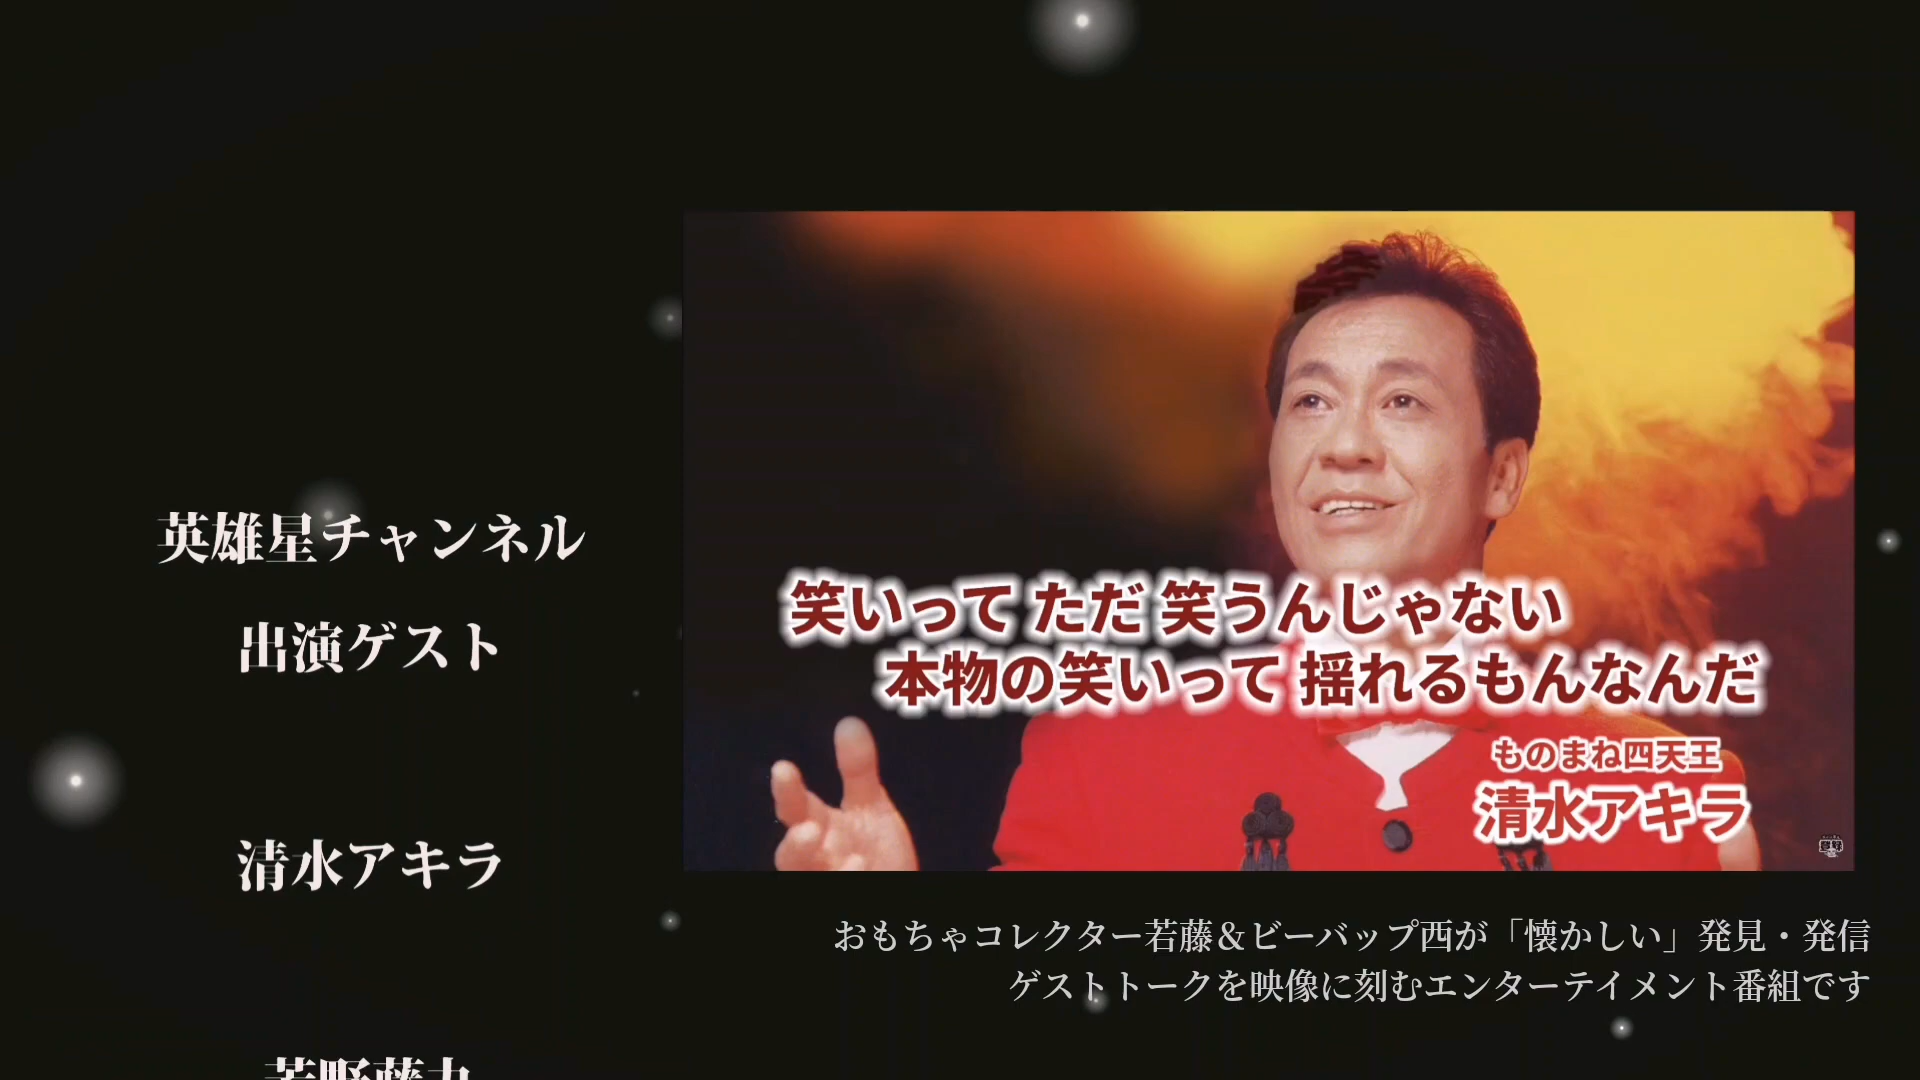 英雄星チャンネル
出演ゲスト
清水アキラ
笑いって ただ 笑うんじゃない
本物の笑いって 揺れるもんなんだ
ものまね四天王
清水アキラ
おもちゃコレクター若藤＆ビーバップ西が「懐かしい」発見・発信
ゲストトークを映像に刻むエンターテイメント番組です